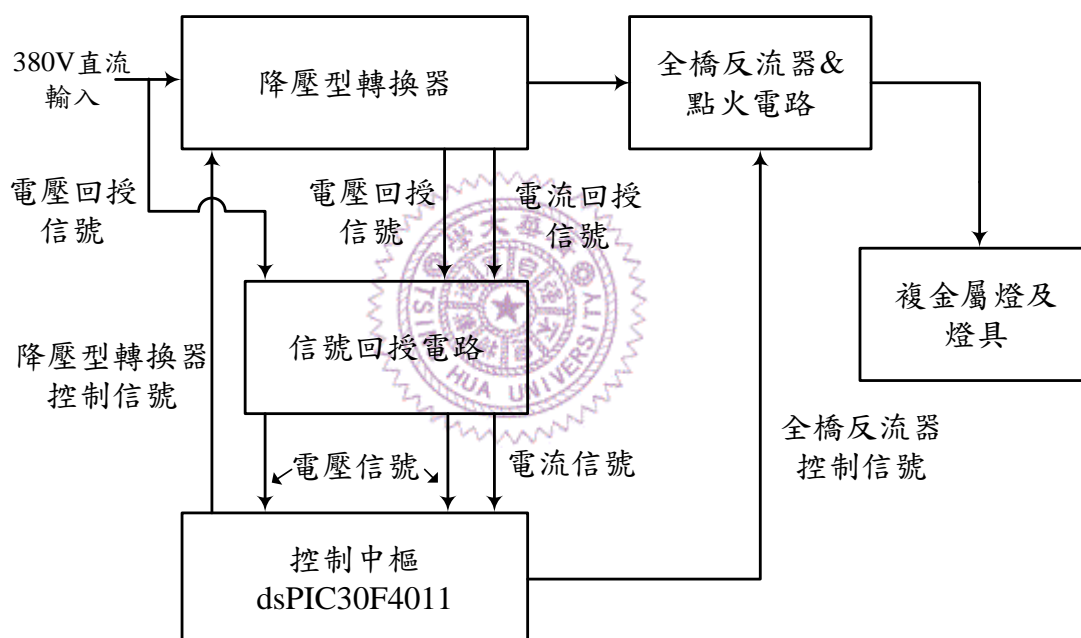 380V直流
輸入
降壓型轉換器
全橋反流器&
點火電路
電壓回授
信號
電壓回授
信號
電流回授
信號
複金屬燈及
燈具
信號回授電路
降壓型轉換器
控制信號
全橋反流器
控制信號
電壓信號
電流信號
控制中樞
dsPIC30F4011
TSING HUA UNIVERSITY